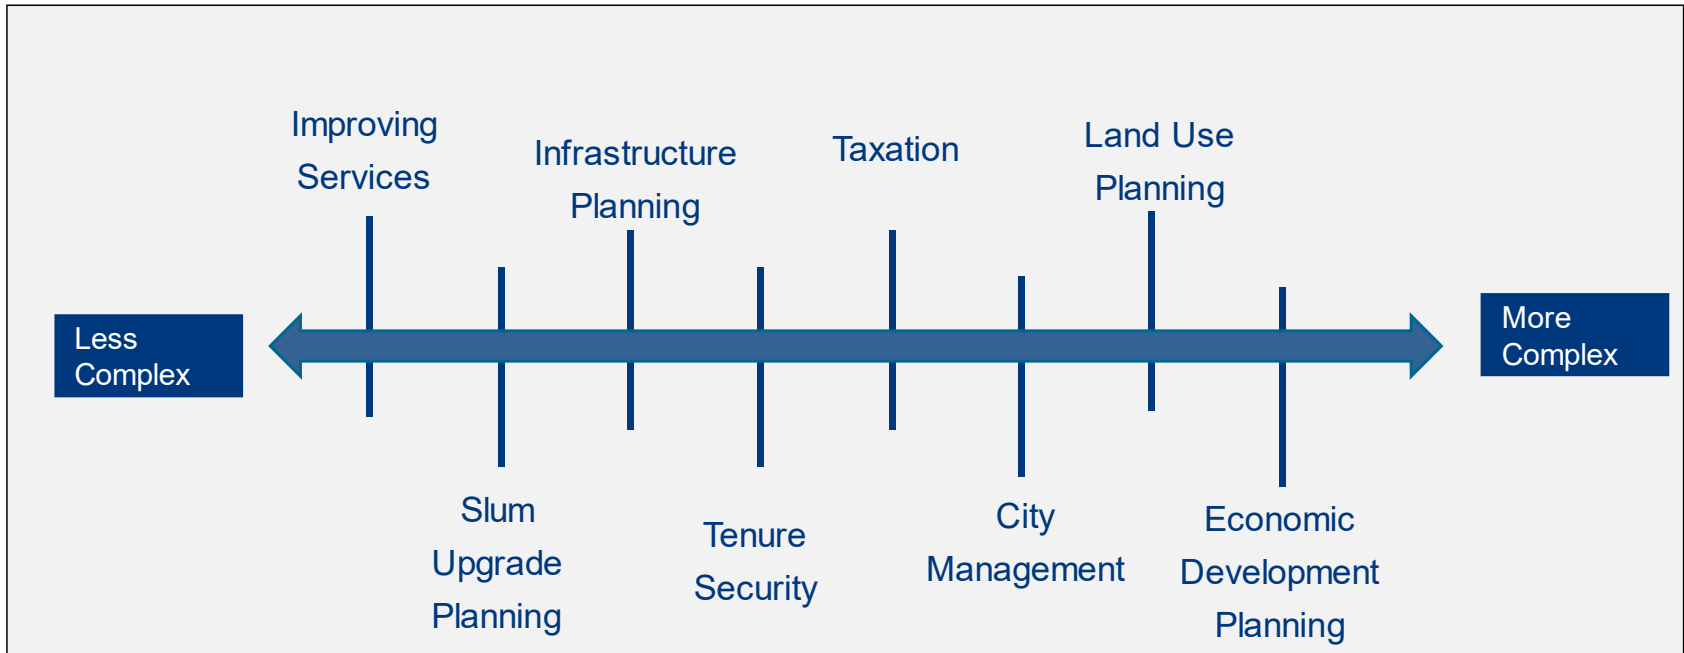 Improving
Services
Infrastructure
Planning
Taxation
Land Use
Planning
Less
Complex
More
Complex
Slum
Upgrade
Planning
Tenure
Security
City
Management
Economic
Development
Planning